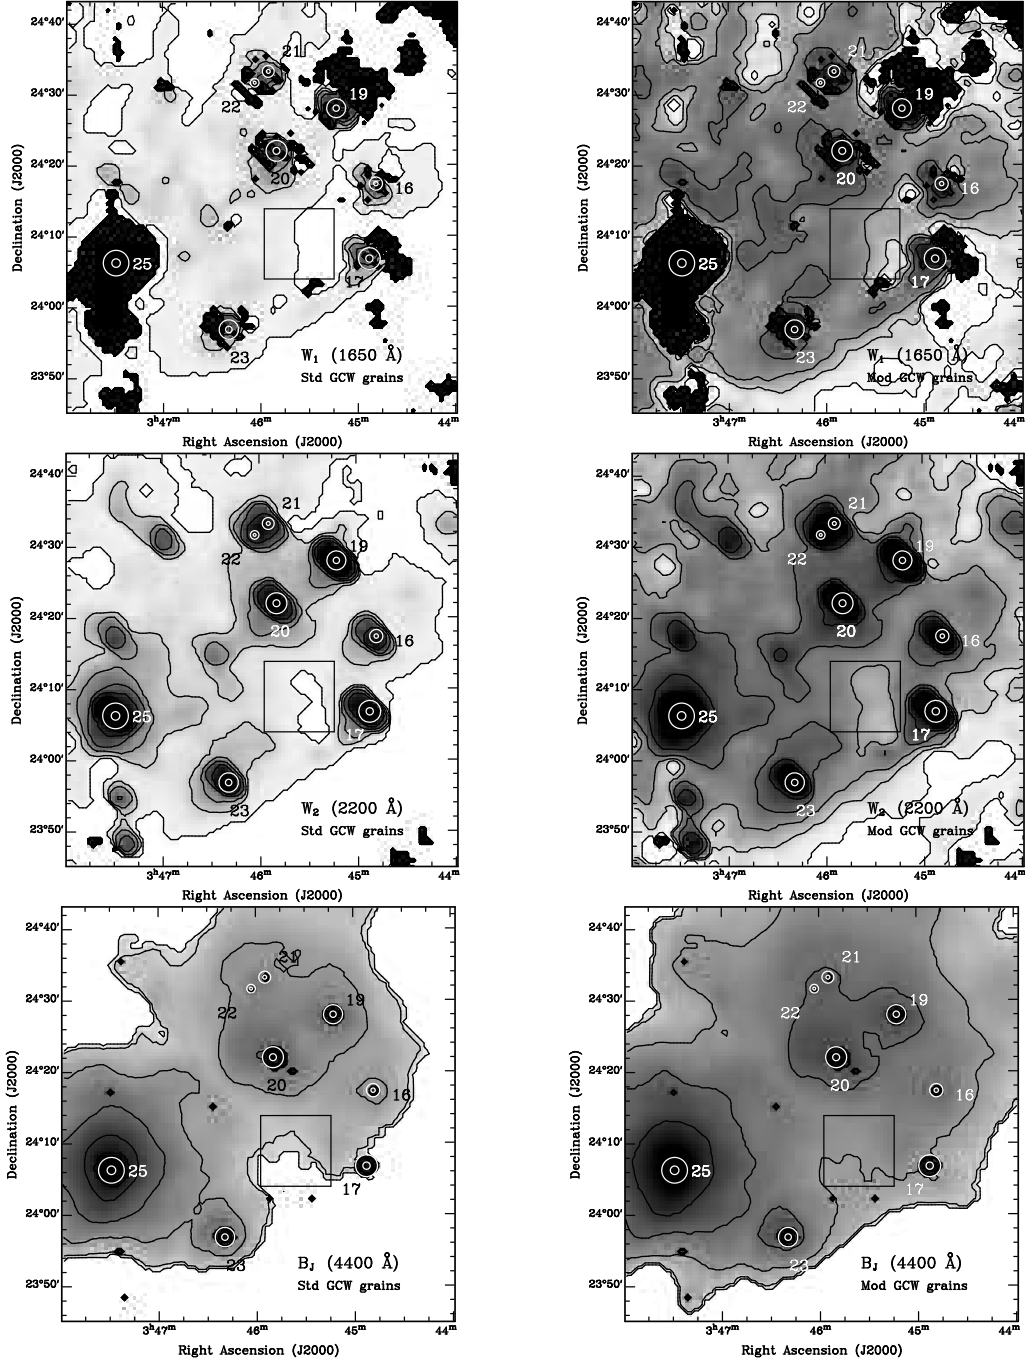 24°40′
24°30′
24°20′
24°10′
24°00′
23°50′
Declination (J2000)
21
22
19
20
16
25
17
23
W₁ (1650 Å)
Std GCW grains
3ʰ47ᵐ 46ᵐ 45ᵐ 44ᵐ
Right Ascension (J2000)
24°40′
24°30′
24°20′
24°10′
24°00′
23°50′
Declination (J2000)
21
22
19
20
16
25
17
23
W₁ (1650 Å)
Mod GCW grains
3ʰ47ᵐ 46ᵐ 45ᵐ 44ᵐ
Right Ascension (J2000)
24°40′
24°30′
24°20′
24°10′
24°00′
23°50′
Declination (J2000)
21
22
19
20
16
25
17
23
W₂ (2200 Å)
Std GCW grains
3ʰ47ᵐ 46ᵐ 45ᵐ 44ᵐ
Right Ascension (J2000)
24°40′
24°30′
24°20′
24°10′
24°00′
23°50′
Declination (J2000)
21
22
19
20
16
25
17
23
W₂ (2200 Å)
Mod GCW grains
3ʰ47ᵐ 46ᵐ 45ᵐ 44ᵐ
Right Ascension (J2000)
24°40′
24°30′
24°20′
24°10′
24°00′
23°50′
Declination (J2000)
21
22
19
20
16
25
17
23
B_J (4400 Å)
Std GCW grains
3ʰ47ᵐ 46ᵐ 45ᵐ 44ᵐ
Right Ascension (J2000)
24°40′
24°30′
24°20′
24°10′
24°00′
23°50′
Declination (J2000)
21
22
19
20
16
25
17
23
B_J (4400 Å)
Mod GCW grains
3ʰ47ᵐ 46ᵐ 45ᵐ 44ᵐ
Right Ascension (J2000)